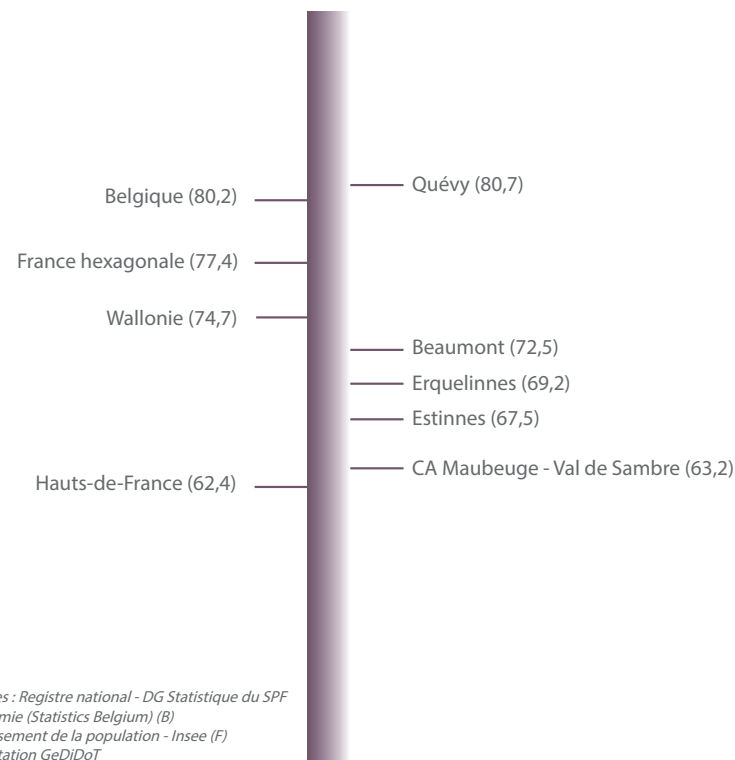 Quévy (80,7)
Belgique (80,2)
France hexagonale (77,4)
Wallonie (74,7)
Beaumont (72,5)
Erquelinnes (69,2)
Estinnes (67,5)
CA Maubeuge - Val de Sambre (63,2)
Hauts-de-France (62,4)
: Registre national - DG Statistique du SPF
(Statistics Belgium) (B)
de la population - Insee (F)
GeDiDoT